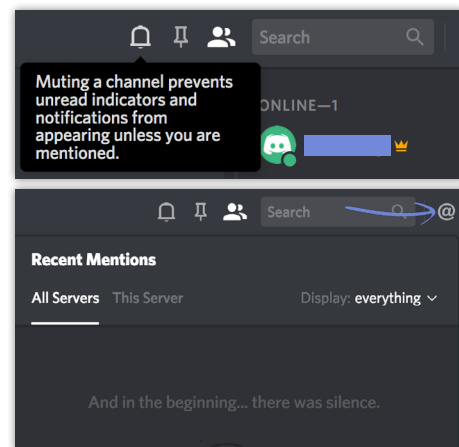 Search
Muting a channel prevents
unread indicators and
notifications from
appearing unless you are
mentioned.
ONLINE—1
Search
@
Recent Mentions
All Servers This Server Display: everything
And in the beginning... there was silence.